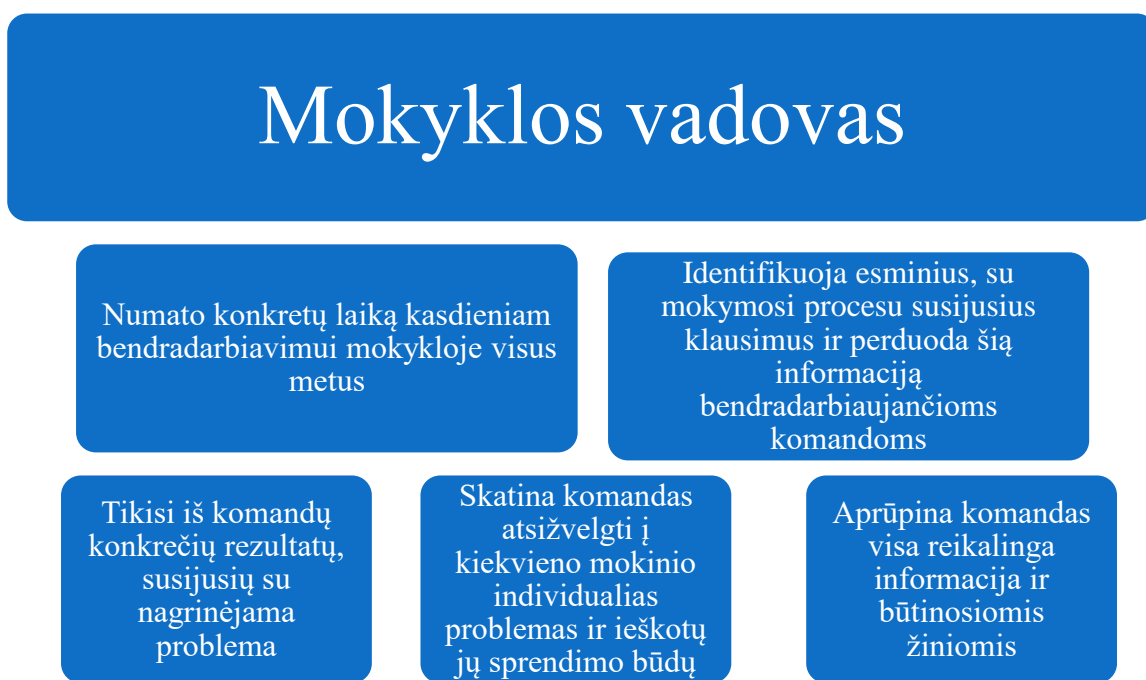 Mokyklos vadovas
Numato konkretų laiką kasdieniam
bendradarbiavimui mokykloje visus
metus
Identifikuoja esminius, su
mokymosi procesu susijusius
klausimus ir perduoda šią
informaciją
bendradarbiaujančioms
komandoms
Tikisi iš komandų
konkrečių rezultatų,
susijusių su
nagrinėjama
problema
Skatina komandas
atsižvelgti į
kiekvieno mokinio
individualias
problemas ir ieškotų
jų sprendimo būdų
Aprūpina komandas
visa reikalinga
informacija ir
būtinosiomis
žiniomis